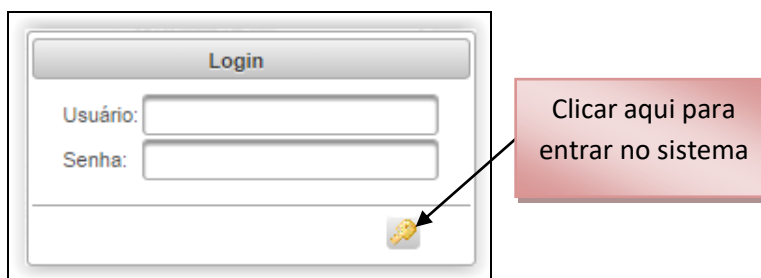 Login
Usuário:
Senha:
Clicar aqui para
entrar no sistema